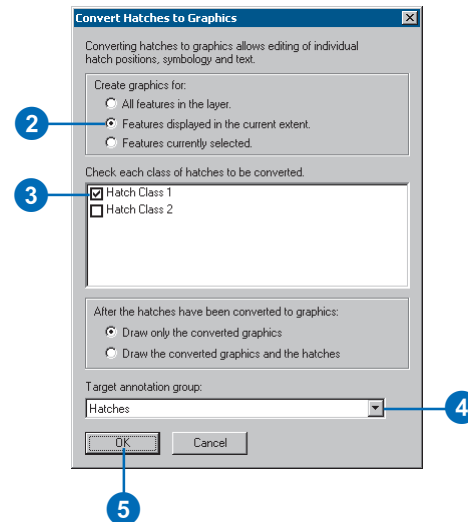 Convert Hatches to Graphics
Converting hatches to graphics allows editing of individual
hatch positions, symbology and text.
Create graphics for:
All features in the layer.
2
Features displayed in the current extent.
Features currently selected.
Check each class of hatches to be converted.
3
Hatch Class 1
Hatch Class 2
After the hatches have been converted to graphics:
Draw only the converted graphics
Draw the converted graphics and the hatches
Target annotation group:
Hatches
4
OK
Cancel
5